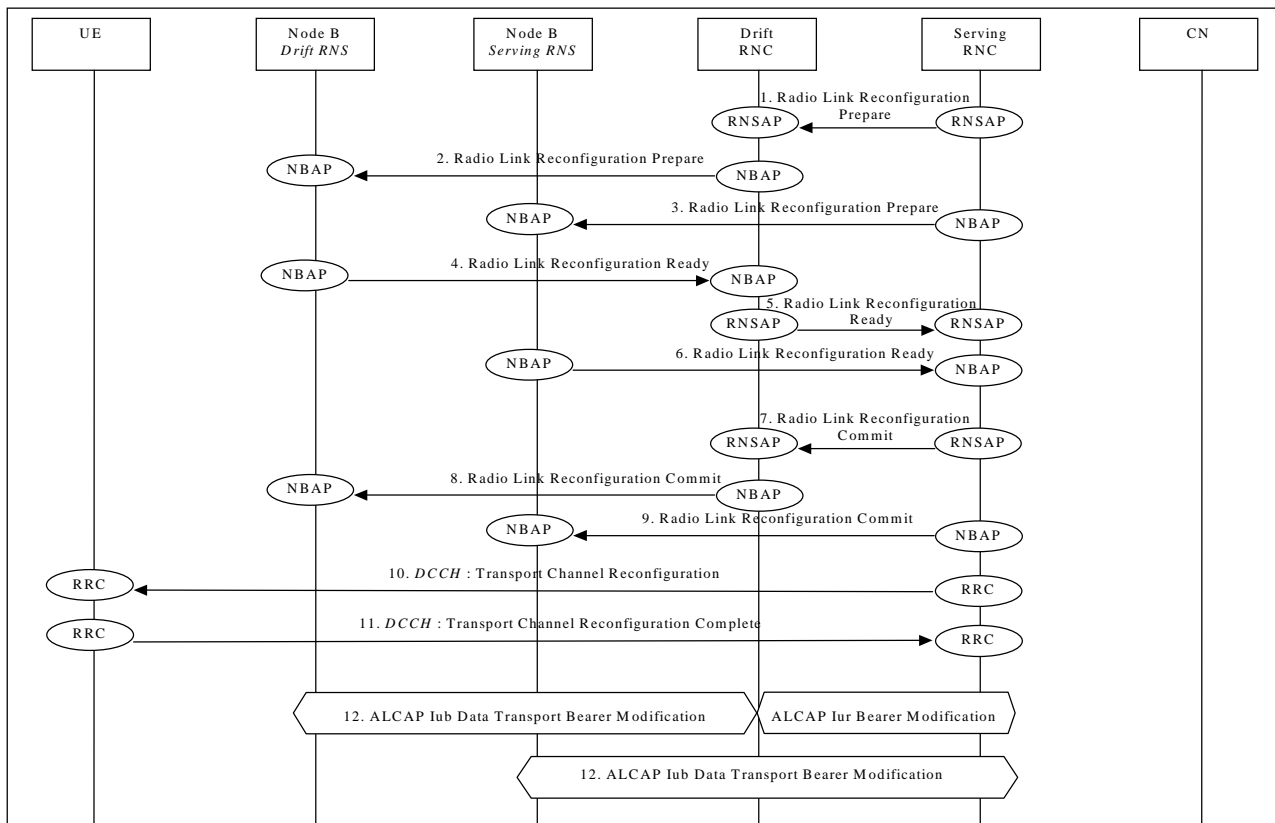 UE
Node B
Drift RNS
Node B
Serving RNS
Drift
RNC
Serving
RNC
CN
1. Radio Link Reconfiguration
Prepare
RNSAP
RNSAP
2. Radio Link Reconfiguration Prepare
NBAP
NBAP
3. Radio Link Reconfiguration Prepare
NBAP
NBAP
4. Radio Link Reconfiguration Ready
NBAP
NBAP
5. Radio Link Reconfiguration
Ready
RNSAP
RNSAP
6. Radio Link Reconfiguration Ready
NBAP
NBAP
7. Radio Link Reconfiguration
Commit
RNSAP
RNSAP
8. Radio Link Reconfiguration Commit
NBAP
NBAP
9. Radio Link Reconfiguration Commit
NBAP
NBAP
10. DCCH : Transport Channel Reconfiguration
RRC
RRC
11. DCCH : Transport Channel Reconfiguration Complete
RRC
RRC
12. ALCAP Iub Data Transport Bearer Modification
ALCAP Iur Bearer Modification
12. ALCAP Iub Data Transport Bearer Modification